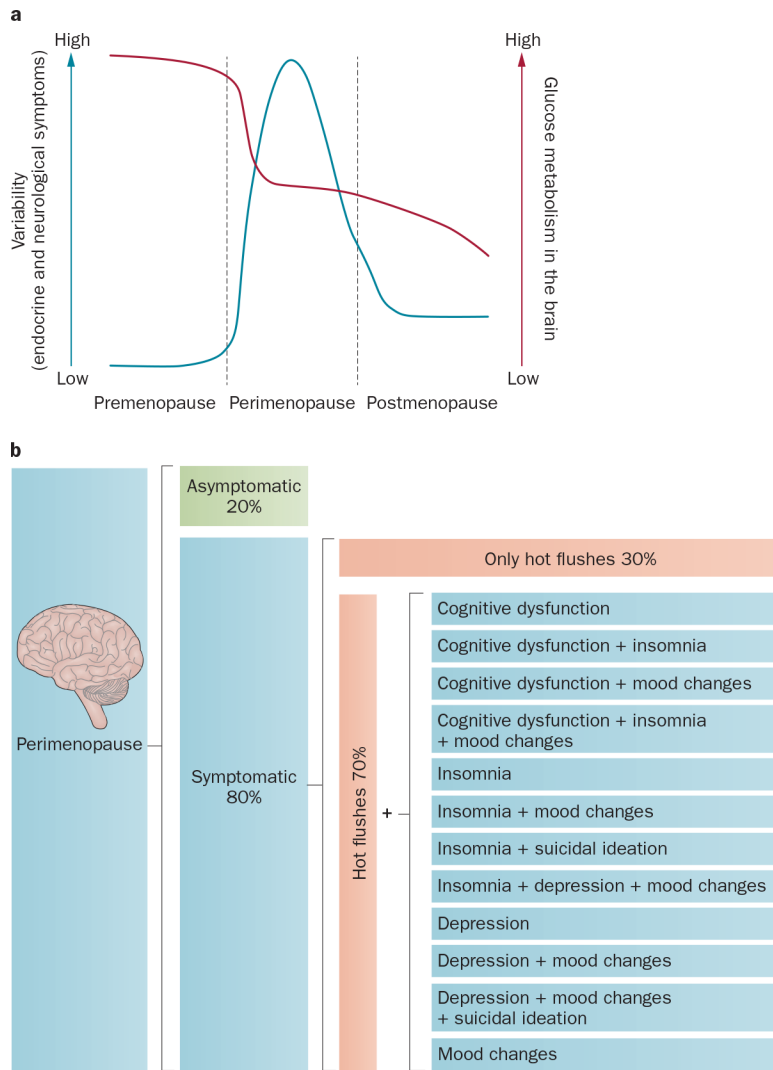 a
High
High
Variability
(endocrine and neurological symptoms)
Glucose metabolism in the brain
Low
Low
Premenopause
Perimenopause
Postmenopause
b
Perimenopause
Asymptomatic
20%
Symptomatic
80%
Only hot flushes 30%
Hot flushes 70%
+
Cognitive dysfunction
Cognitive dysfunction + insomnia
Cognitive dysfunction + mood changes
Cognitive dysfunction + insomnia
+ mood changes
Insomnia
Insomnia + mood changes
Insomnia + suicidal ideation
Insomnia + depression + mood changes
Depression
Depression + mood changes
Depression + mood changes
+ suicidal ideation
Mood changes